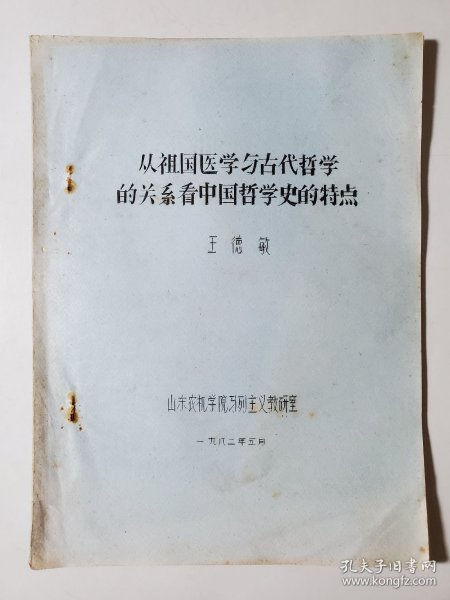 从祖国医学与古代哲学
的关系看中国哲学史的特点
王德敏
山东农机学院马列主义教研室
一九八二年五月
孔夫子旧书网
www.kongfz.com